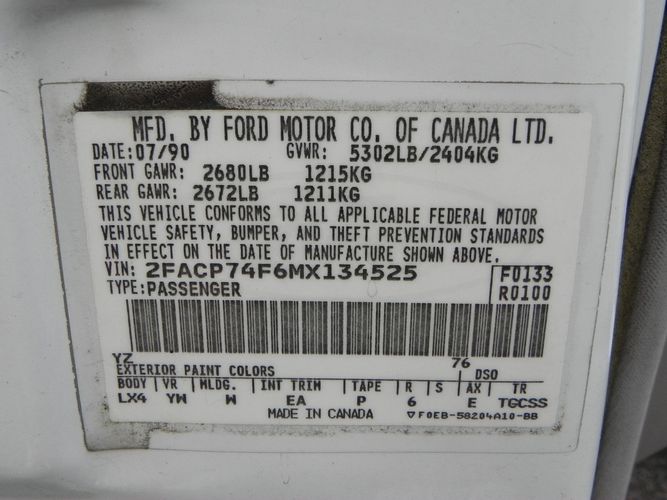 MFD. BY FORD MOTOR CO. OF CANADA LTD.
DATE:07/90 GVWR: 5302LB/2404KG
FRONT GAWR: 2680LB 1215KG
REAR GAWR: 2672LB 1211KG
THIS VEHICLE CONFORMS TO ALL APPLICABLE FEDERAL MOTOR
VEHICLE SAFETY, BUMPER, AND THEFT PREVENTION STANDARDS
IN EFFECT ON THE DATE OF MANUFACTURE SHOWN ABOVE.
VIN: 2FACP74F6MX134525 F0133
TYPE:PASSENGER R0100
YZ 76
EXTERIOR PAINT COLORS DSO
BODY VR MLDG. INT TRIM TAPE R S AX TR
LX4 YW W EA P 6 E TGCSS
MADE IN CANADA ▽F0EB-58204A10-BB